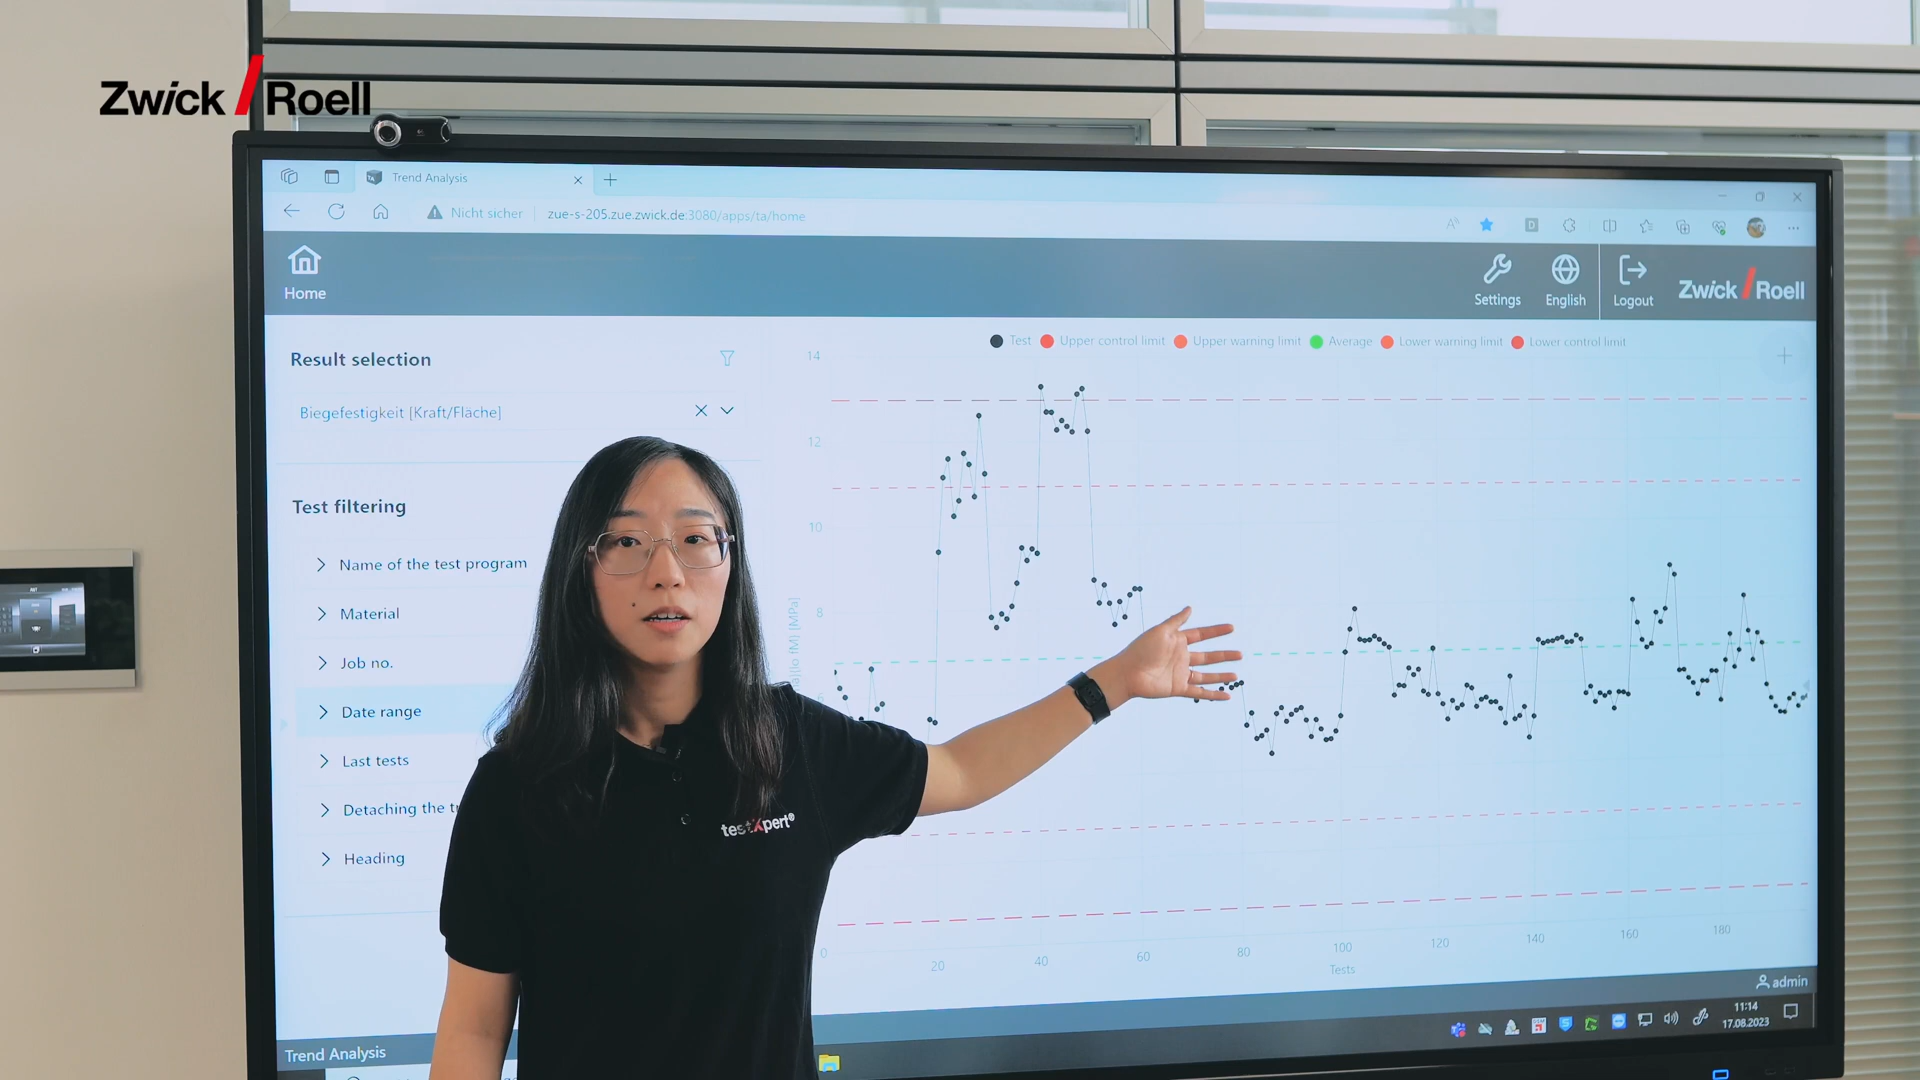 Zwick / Roell
Trend Analysis
Nicht sicher
zue-s-205.zue.zwick.de:3080/apps/ta/home
Home
Settings
English
Logout
Zwick / Roell
Result selection
Biegefestigkeit [Kraft/Fläche]
Test filtering
Name of the test program
Material
Job no.
Date range
Last tests
Detaching the
Heading
Test
Upper control limit
Upper warning limit
Average
Lower warning limit
Lower control limit
14
12
10
8
[MPa]
0
20
40
60
80
100
120
140
160
180
Tests
testXpert®
admin
Trend Analysis
11:14
17.08.2023